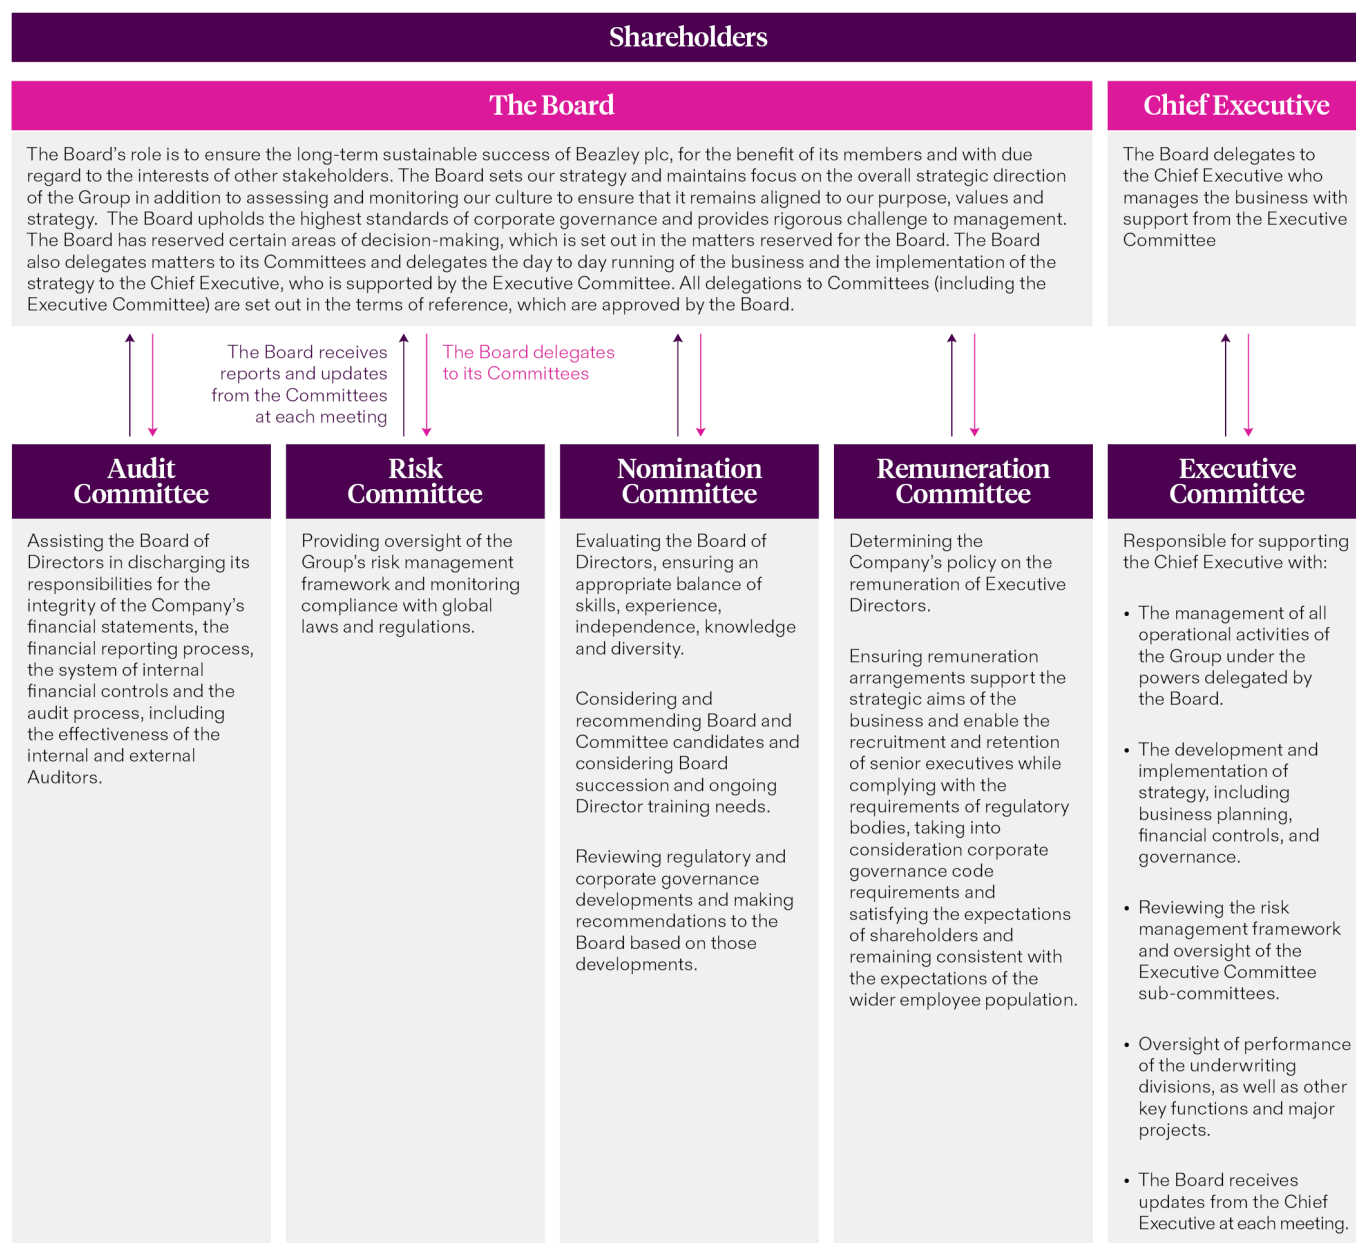 Shareholders
The Board
The Board's role is to ensure the long-term sustainable success of Beazley plc, for the benefit of its members and with due
regard to the interests of other stakeholders. The Board sets our strategy and maintains focus on the overall strategic direction
of the Group in addition to assessing and monitoring our culture to ensure that it remains aligned to our purpose, values and
strategy.  The Board upholds the highest standards of corporate governance and provides rigorous challenge to management.
The Board has reserved certain areas of decision-making, which is set out in the matters reserved for the Board. The Board
also delegates matters to its Committees and delegates the day to day running of the business and the implementation of the
strategy to the Chief Executive, who is supported by the Executive Committee. All delegations to Committees (including the
Executive Committee) are set out in the terms of reference, which are approved by the Board.
Chief Executive
The Board delegates to
the Chief Executive who
manages the business with
support from the Executive
Committee
The Board receives
reports and updates
from the Committees
at each meeting
The Board delegates
to its Committees
Audit
Committee
Assisting the Board of
Directors in discharging its
responsibilities for the
integrity of the Company's
financial statements, the
financial reporting process,
the system of internal
financial controls and the
audit process, including
the effectiveness of the
internal and external
Auditors.
Risk
Committee
Providing oversight of the
Group's risk management
framework and monitoring
compliance with global
laws and regulations.
Nomination
Committee
Evaluating the Board of
Directors, ensuring an
appropriate balance of
skills, experience,
independence, knowledge
and diversity.
Considering and
recommending Board and
Committee candidates and
considering Board
succession and ongoing
Director training needs.
Reviewing regulatory and
corporate governance
developments and making
recommendations to the
Board based on those
developments.
Remuneration
Committee
Determining the
Company's policy on the
remuneration of Executive
Directors.
Ensuring remuneration
arrangements support the
strategic aims of the
business and enable the
recruitment and retention
of senior executives while
complying with the
requirements of regulatory
bodies, taking into
consideration corporate
governance code
requirements and
satisfying the expectations
of shareholders and
remaining consistent with
the expectations of the
wider employee population.
Executive
Committee
Responsible for supporting
the Chief Executive with:
• The management of all
operational activities of
the Group under the
powers delegated by
the Board.
• The development and
implementation of
strategy, including
business planning,
financial controls, and
governance.
• Reviewing the risk
management framework
and oversight of the
Executive Committee
sub-committees.
• Oversight of performance
of the underwriting
divisions, as well as other
key functions and major
projects.
• The Board receives
updates from the Chief
Executive at each meeting.